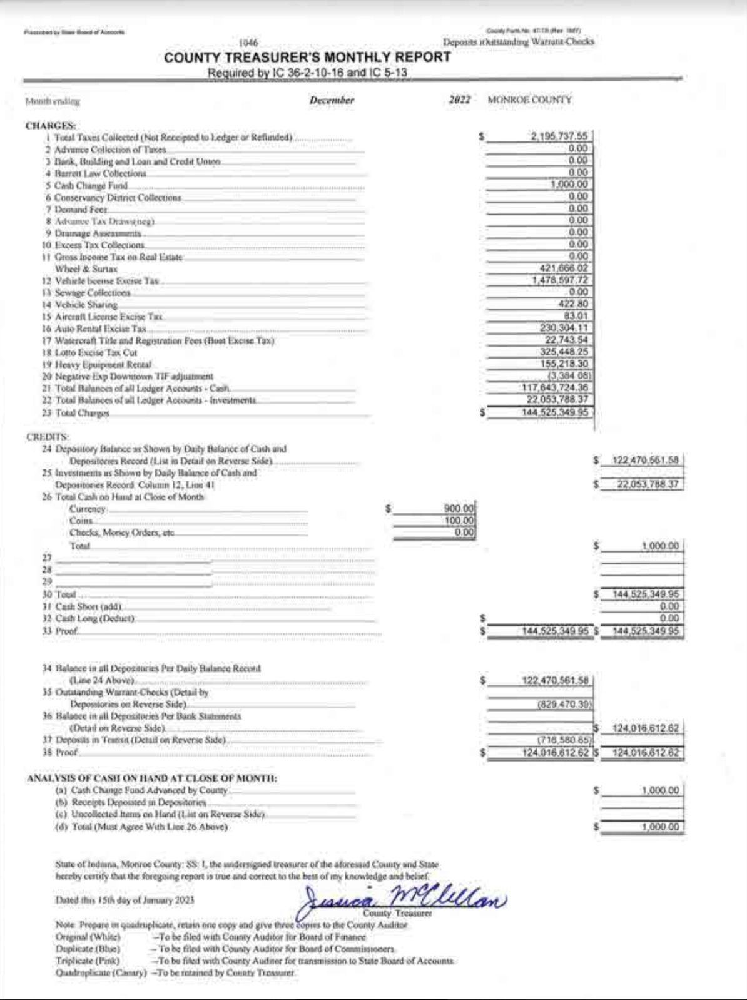 Prescribed by State Board of Accounts
County Form No. 47TR (Rev 1987)
1046
Deposits in Outstanding Warrant-Checks
COUNTY TREASURER'S MONTHLY REPORT
Required by IC 36-2-10-16 and IC 5-13
Month ending December 2022 MONROE COUNTY
CHARGES:
1 Total Taxes Collected (Not Receipted to Ledger or Refunded) $ 2,195,737.55
2 Advance Collection of Taxes 0.00
3 Bank, Building and Loan and Credit Union 0.00
4 Barrett Law Collections 0.00
5 Cash Change Fund 1,000.00
6 Conservancy District Collections 0.00
7 Demand Fees 0.00
8 Advance Tax Draws(neg) 0.00
9 Drainage Assessments 0.00
10 Excess Tax Collections 0.00
11 Gross Income Tax on Real Estate 0.00
Wheel & Surtax 421,666.02
12 Vehicle license Excise Tax 1,478,597.72
13 Sewage Collections 0.00
14 Vehicle Sharing 422.80
15 Aircraft License Excise Tax 83.01
16 Auto Rental Excise Tax 230,304.11
17 Watercraft Title and Registration Fees (Boat Excise Tax) 22,743.54
18 Lotto Excise Tax Cut 325,448.25
19 Heavy Equipment Rental 155,218.30
20 Negative Exp Downtown TIF adjustment (3,384.08)
21 Total Balances of all Ledger Accounts - Cash 117,643,724.36
22 Total Balances of all Ledger Accounts - Investments 22,053,788.37
23 Total Charges $ 144,525,349.95
CREDITS:
24 Depository Balance as Shown by Daily Balance of Cash and
Depositories Record (List in Detail on Reverse Side) $ 122,470,561.58
25 Investments as Shown by Daily Balance of Cash and
Depositories Record Column 12, Line 41 $ 22,053,788.37
26 Total Cash on Hand at Close of Month
Currency $ 900.00
Coins 100.00
Checks, Money Orders, etc 0.00
Total $ 1,000.00
27
28
29
30 Total $ 144,525,349.95
31 Cash Short (add) 0.00
32 Cash Long (Deduct) $ 0.00
33 Proof $ 144,525,349.95 $ 144,525,349.95
34 Balance in all Depositories Per Daily Balance Record
(Line 24 Above) $ 122,470,561.58
35 Outstanding Warrant-Checks (Detail by
Depositories on Reverse Side) (829,470.39)
36 Balance in all Depositories Per Bank Statements
(Detail on Reverse Side) $ 124,016,612.62
37 Deposits in Transit (Detail on Reverse Side) (716,580.65)
38 Proof $ 124,016,612.62 $ 124,016,612.62
ANALYSIS OF CASH ON HAND AT CLOSE OF MONTH:
(a) Cash Change Fund Advanced by County $ 1,000.00
(b) Receipts Deposited in Depositories
(c) Uncollected Items on Hand (List on Reverse Side)
(d) Total (Must Agree With Line 26 Above) $ 1,000.00
State of Indiana, Monroe County: SS: I, the undersigned treasurer of the aforesaid County and State
hereby certify that the foregoing report is true and correct to the best of my knowledge and belief.
Dated this 15th day of January 2023 Jessica McClellan
County Treasurer
Note: Prepare in quadruplicate, retain one copy and give three copies to the County Auditor
Original (White) --To be filed with County Auditor for Board of Finance
Duplicate (Blue) -- To be filed with County Auditor for Board of Commissioners
Triplicate (Pink) --To be filed with County Auditor for transmission to State Board of Accounts.
Quadruplicate (Canary) --To be retained by County Treasurer.